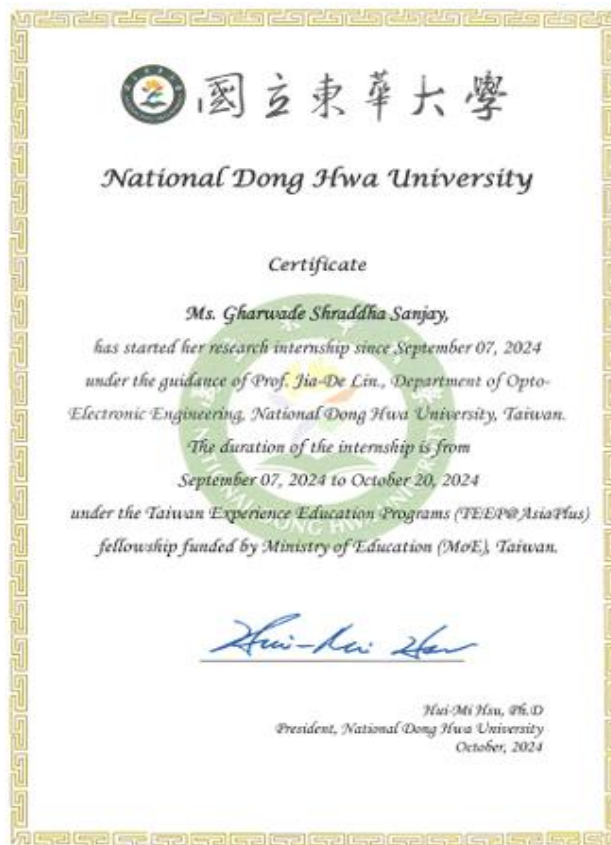 國立東華大學
National Dong Hwa University
Certificate
Ms. Gharwade Shraddha Sanjay,
has started her research internship since September 07, 2024
under the guidance of Prof. Jia-De Lin., Department of Opto-
Electronic Engineering, National Dong Hwa University, Taiwan.
The duration of the internship is from
September 07, 2024 to October 20, 2024
under the Taiwan Experience Education Programs (TEEP@AsiaPlus)
fellowship funded by Ministry of Education (MoE), Taiwan.
NATIONAL DONG HWA UNIVERSITY
Hui-Mi Hsu, Ph.D
President, National Dong Hwa University
October, 2024